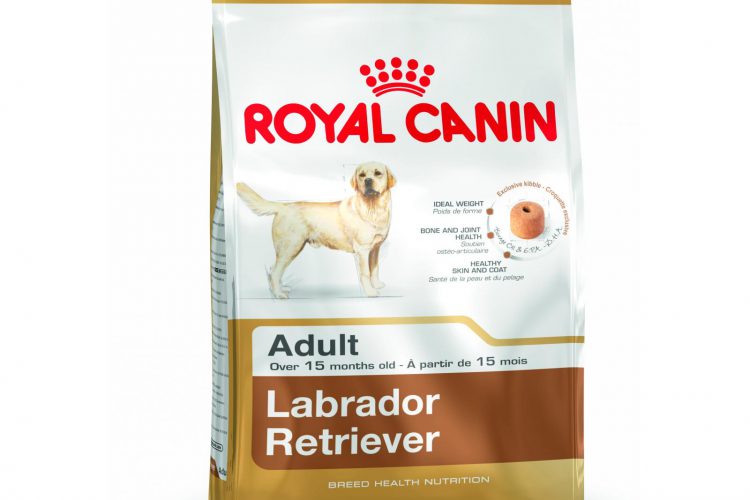 ROYAL CANIN
Exclusive kibble - Croquette exclusive
IDEAL WEIGHT
Poids de forme
BONE AND JOINT
HEALTH
Soutien
ostéo-articulaire
HEALTHY
SKIN AND COAT
Santé de la peau et du pelage
Adult
Over 15 months old - À partir de 15 mois
Labrador
Retriever
BREED HEALTH NUTRITION